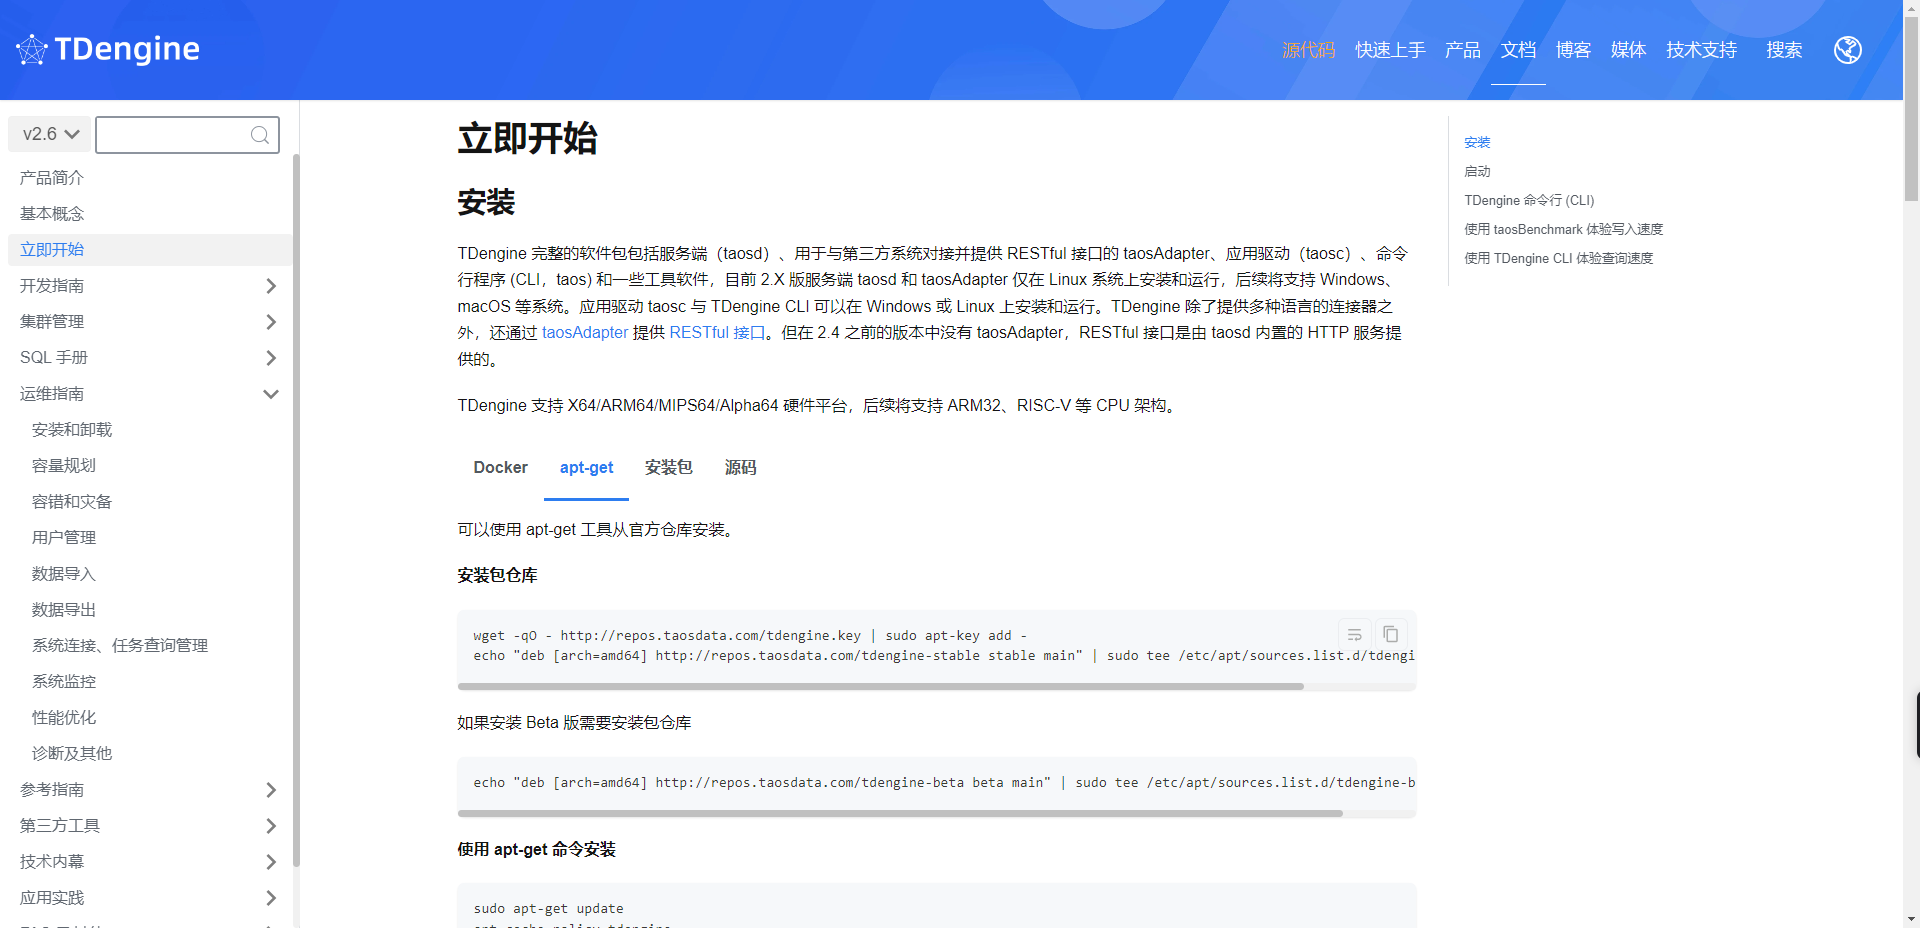 TDengine
源代码 快速上手 产品 文档 博客 媒体 技术支持 搜索
v2.6
产品简介
基本概念
立即开始
开发指南
集群管理
SQL 手册
运维指南
安装和卸载
容量规划
容错和灾备
用户管理
数据导入
数据导出
系统连接、任务查询管理
系统监控
性能优化
诊断及其他
参考指南
第三方工具
技术内幕
应用实践
立即开始
安装
TDengine 完整的软件包包括服务端（taosd）、用于与第三方系统对接并提供 RESTful 接口的 taosAdapter、应用驱动（taosc）、命令
行程序 (CLI，taos) 和一些工具软件，目前 2.X 版服务端 taosd 和 taosAdapter 仅在 Linux 系统上安装和运行，后续将支持 Windows、
macOS 等系统。应用驱动 taosc 与 TDengine CLI 可以在 Windows 或 Linux 上安装和运行。TDengine 除了提供多种语言的连接器之
外，还通过 taosAdapter 提供 RESTful 接口。但在 2.4 之前的版本中没有 taosAdapter，RESTful 接口是由 taosd 内置的 HTTP 服务提
供的。
TDengine 支持 X64/ARM64/MIPS64/Alpha64 硬件平台，后续将支持 ARM32、RISC-V 等 CPU 架构。
Docker apt-get 安装包 源码
可以使用 apt-get 工具从官方仓库安装。
安装包仓库
wget -qO - http://repos.taosdata.com/tdengine.key | sudo apt-key add -
echo "deb [arch=amd64] http://repos.taosdata.com/tdengine-stable stable main" | sudo tee /etc/apt/sources.list.d/tdengi
如果安装 Beta 版需要安装包仓库
echo "deb [arch=amd64] http://repos.taosdata.com/tdengine-beta beta main" | sudo tee /etc/apt/sources.list.d/tdengine-b
使用 apt-get 命令安装
sudo apt-get update
安装
启动
TDengine 命令行 (CLI)
使用 taosBenchmark 体验写入速度
使用 TDengine CLI 体验查询速度